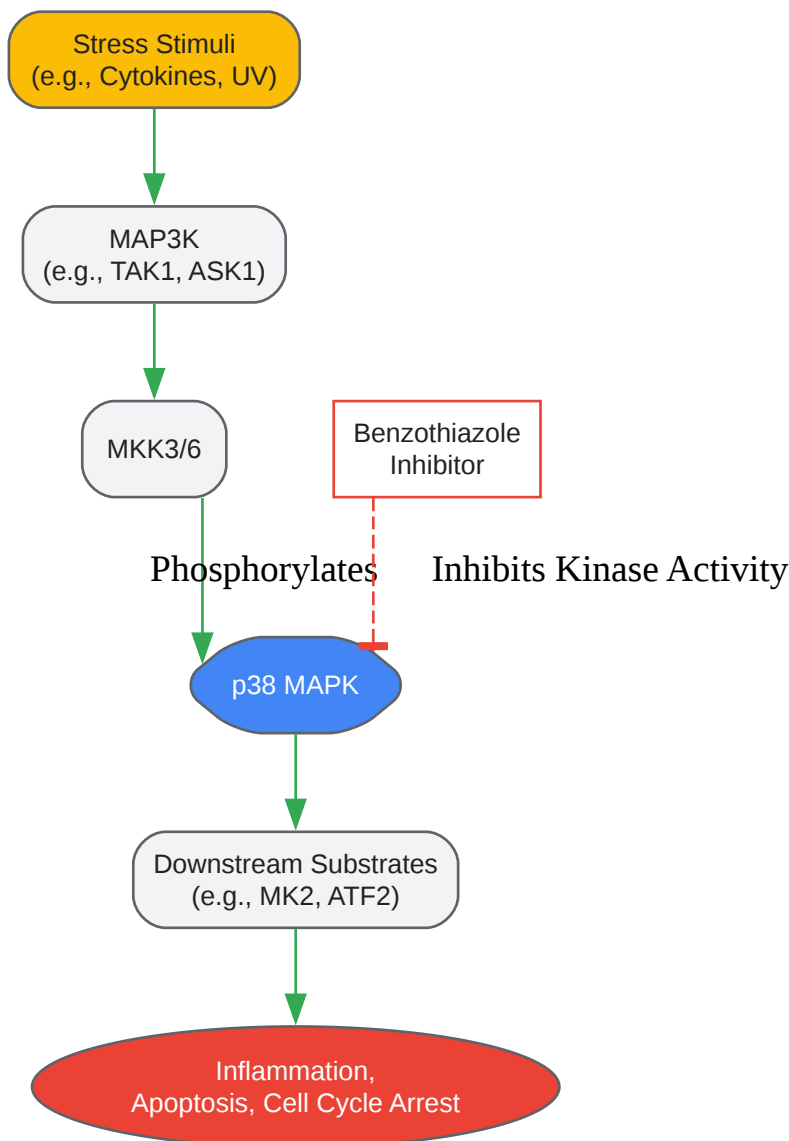 Stress Stimuli
(e.g., Cytokines, UV)
MAP3K
(e.g., TAK1, ASK1)
MKK3/6
Benzothiazole
Inhibitor
Phosphorylates
Inhibits Kinase Activity
p38 MAPK
Downstream Substrates
(e.g., MK2, ATF2)
Inflammation,
Apoptosis, Cell Cycle Arrest